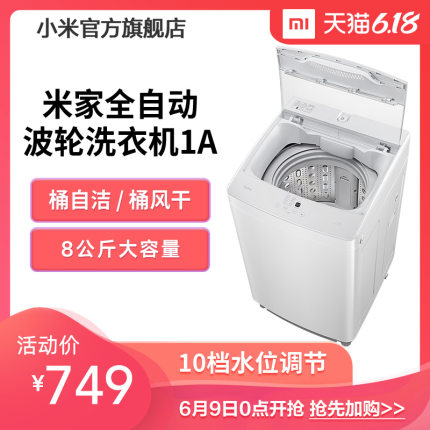 小米官方旗舰店
mi 天猫6.18
米家全自动
波轮洗衣机1A
桶自洁 / 桶风干
8公斤大容量
活动价
¥749
10档水位调节
6月9日0点开抢 抢先加购>>